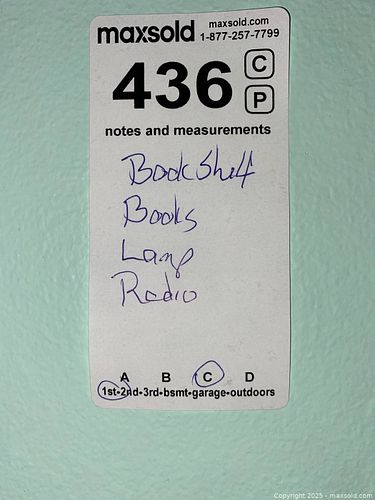 maxsold maxsold.com
1-877-257-7799
436 C
P
notes and measurements
Bookshelf
Books
Lamp
Radio
A B C D
1st-2nd-3rd-bsmt-garage-outdoors
Copyright © 2025 - maxsold.com